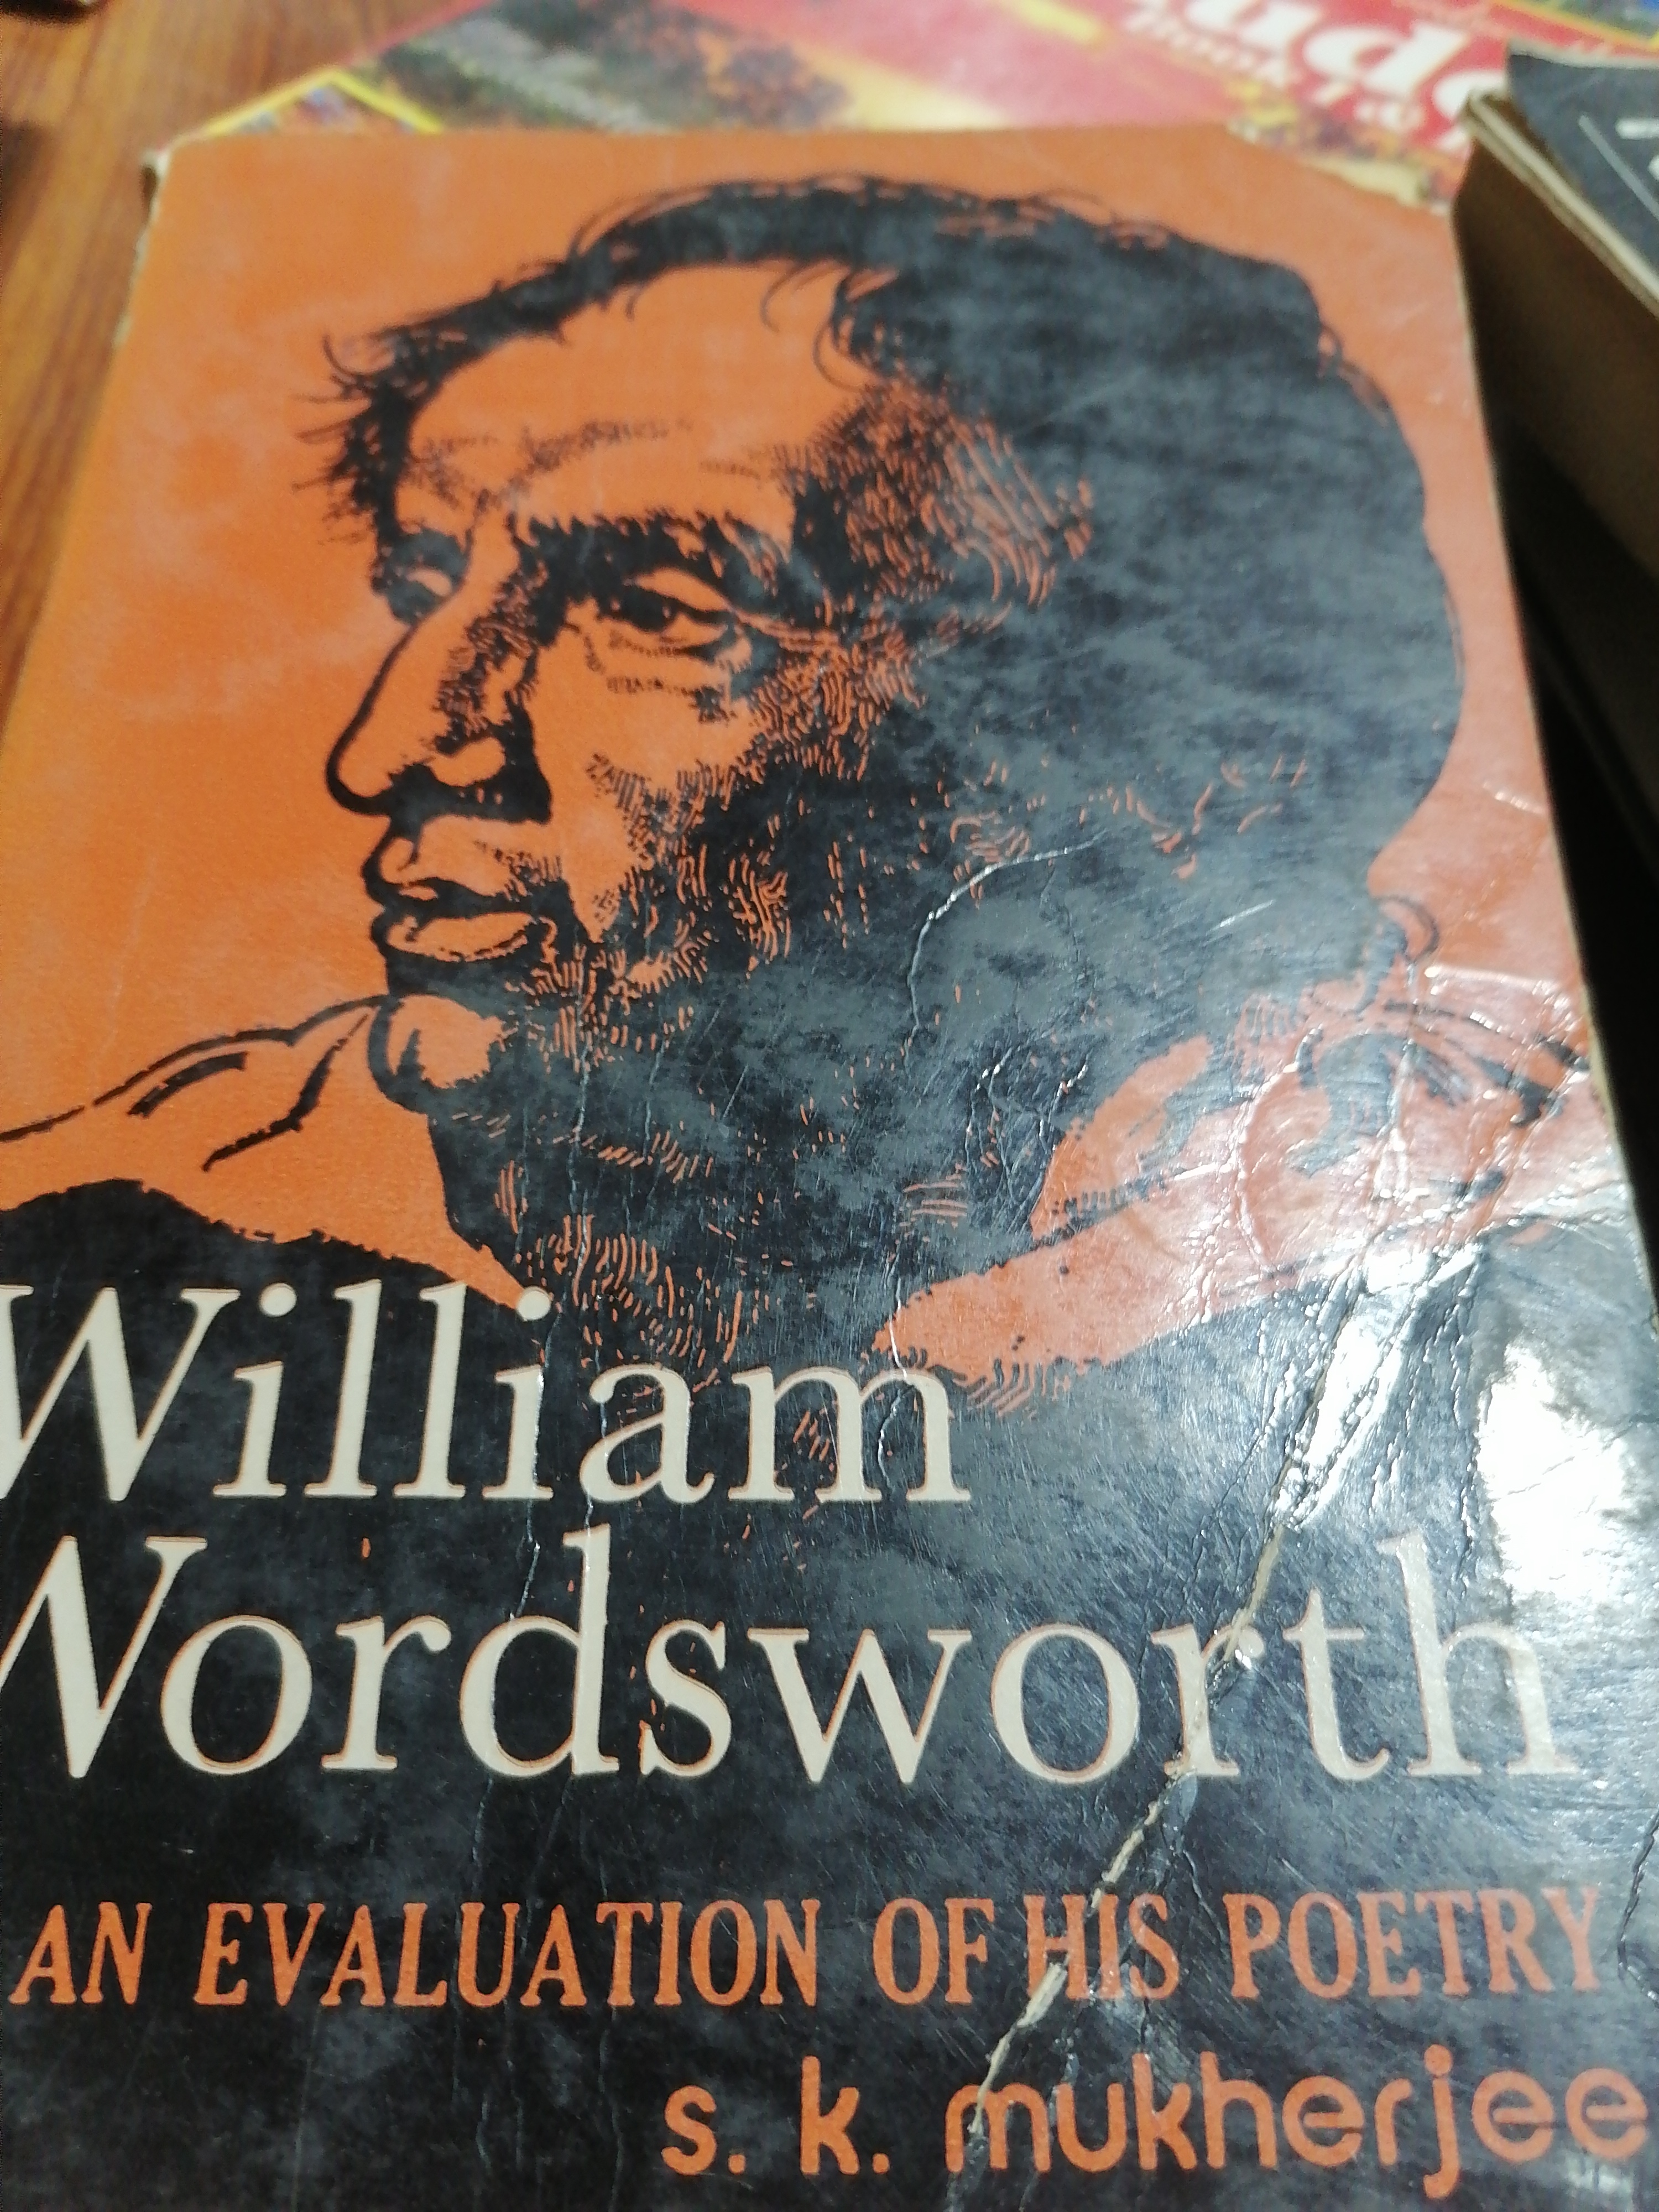 William
Wordsworth
AN EVALUATION OF HIS POETRY
s. k. mukherjee